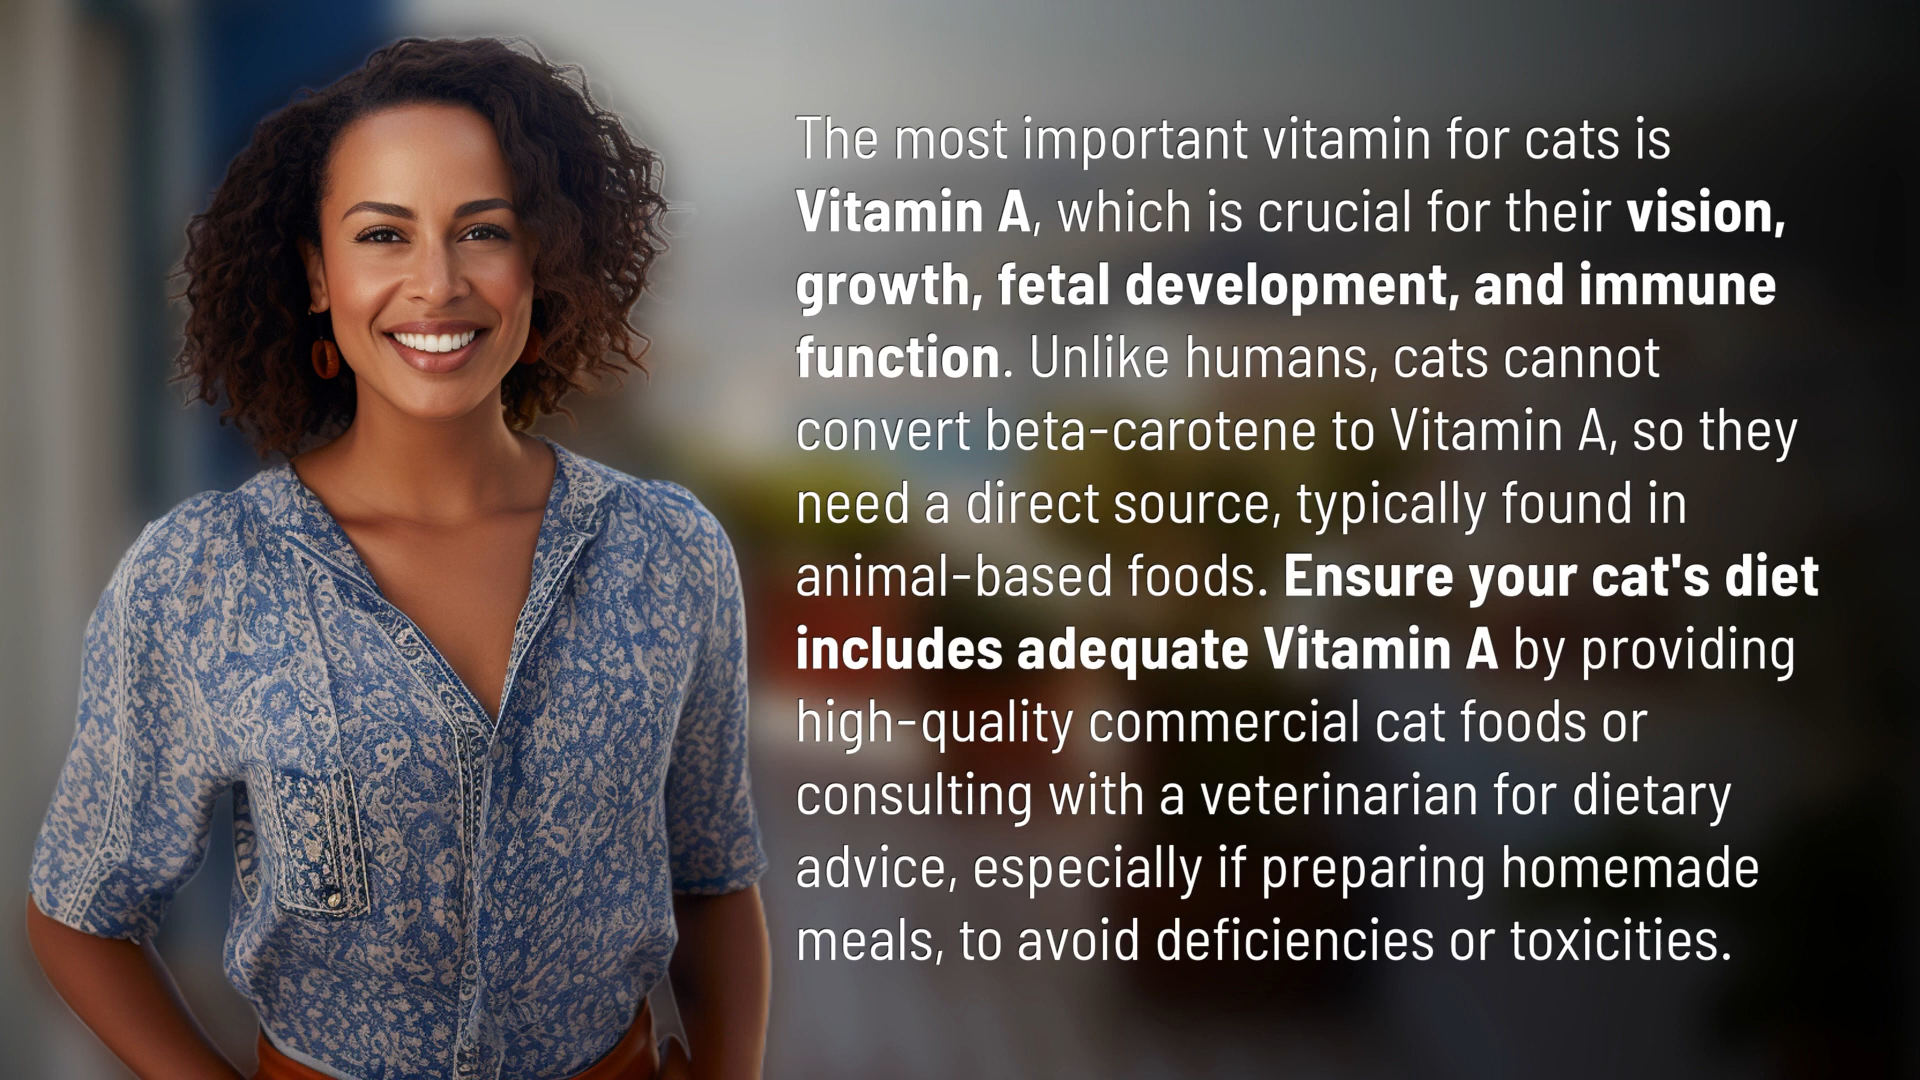 The most important vitamin for cats is
Vitamin A, which is crucial for their vision,
growth, fetal development, and immune
function. Unlike humans, cats cannot
convert beta-carotene to Vitamin A, so they
need a direct source, typically found in
animal-based foods. Ensure your cat's diet
includes adequate Vitamin A by providing
high-quality commercial cat foods or
consulting with a veterinarian for dietary
advice, especially if preparing homemade
meals, to avoid deficiencies or toxicities.